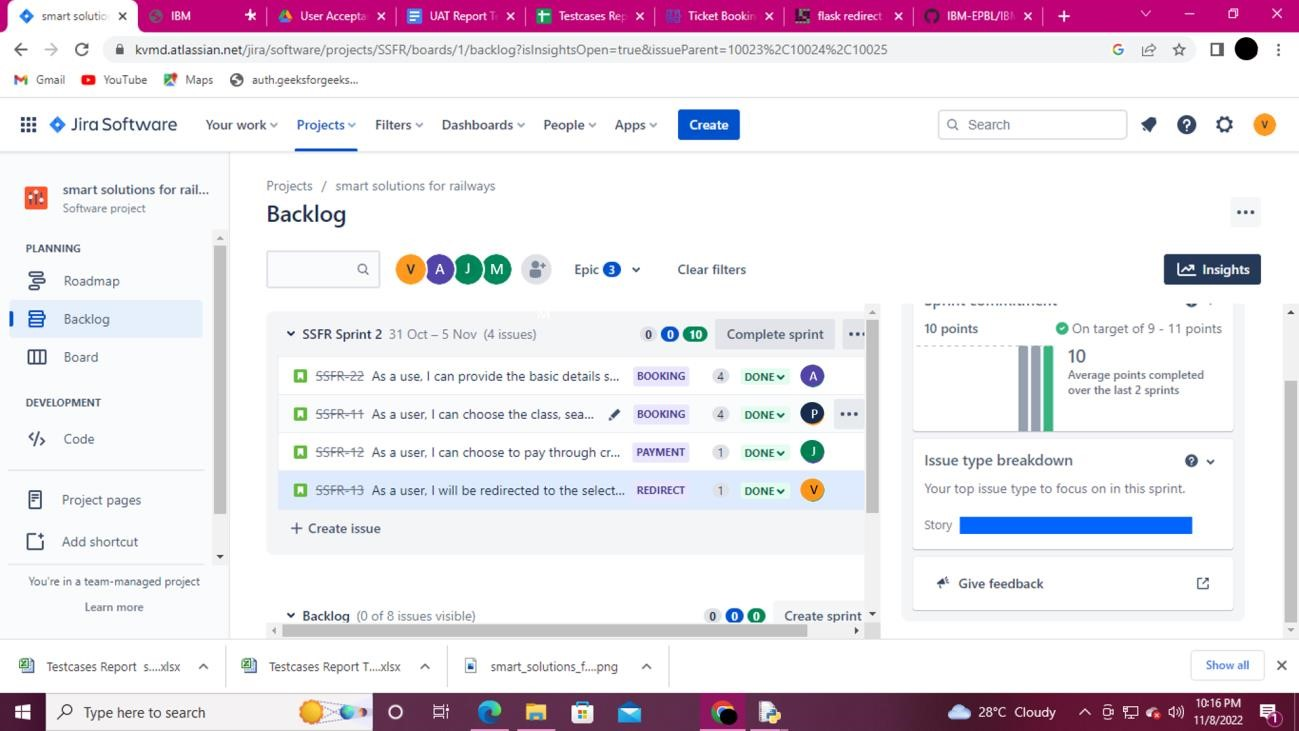 smart solutio
IBM
User Accepta
UAT Report T
Testcases Rep
Ticket Bookin
flask redirect
IBM-EPBL/IBM
kvmd.atlassian.net/jira/software/projects/SSFR/boards/1/backlog?isInsightsOpen=true&issueParent=10023%2C10024%2C10025
Gmail YouTube Maps auth.geeksforgeeks...
Jira Software Your work Projects Filters Dashboards People Apps Create Search V
smart solutions for rail...
Software project
PLANNING
Roadmap
Backlog
Board
DEVELOPMENT
Code
Project pages
Add shortcut
You're in a team-managed project
Learn more
Projects / smart solutions for railways
Backlog
V A J M Epic 3 Clear filters Insights
SSFR Sprint 2 31 Oct – 5 Nov (4 issues) 0 0 10 Complete sprint
SSFR-22 As a use, I can provide the basic details s... BOOKING 4 DONE A
SSFR-11 As a user, I can choose the class, sea... BOOKING 4 DONE P
SSFR-12 As a user, I can choose to pay through cr... PAYMENT 1 DONE J
SSFR-13 As a user, I will be redirected to the select... REDIRECT 1 DONE V
+ Create issue
Backlog (0 of 8 issues visible) 0 0 0 Create sprint
Sprint commitment
10 points On target of 9 - 11 points
10
Average points completed
over the last 2 sprints
Issue type breakdown
Your top issue type to focus on in this sprint.
Story
Give feedback
Testcases Report s....xlsx
Testcases Report T....xlsx
smart_solutions_f....png
Show all
Type here to search
28°C Cloudy
10:16 PM
11/8/2022
1